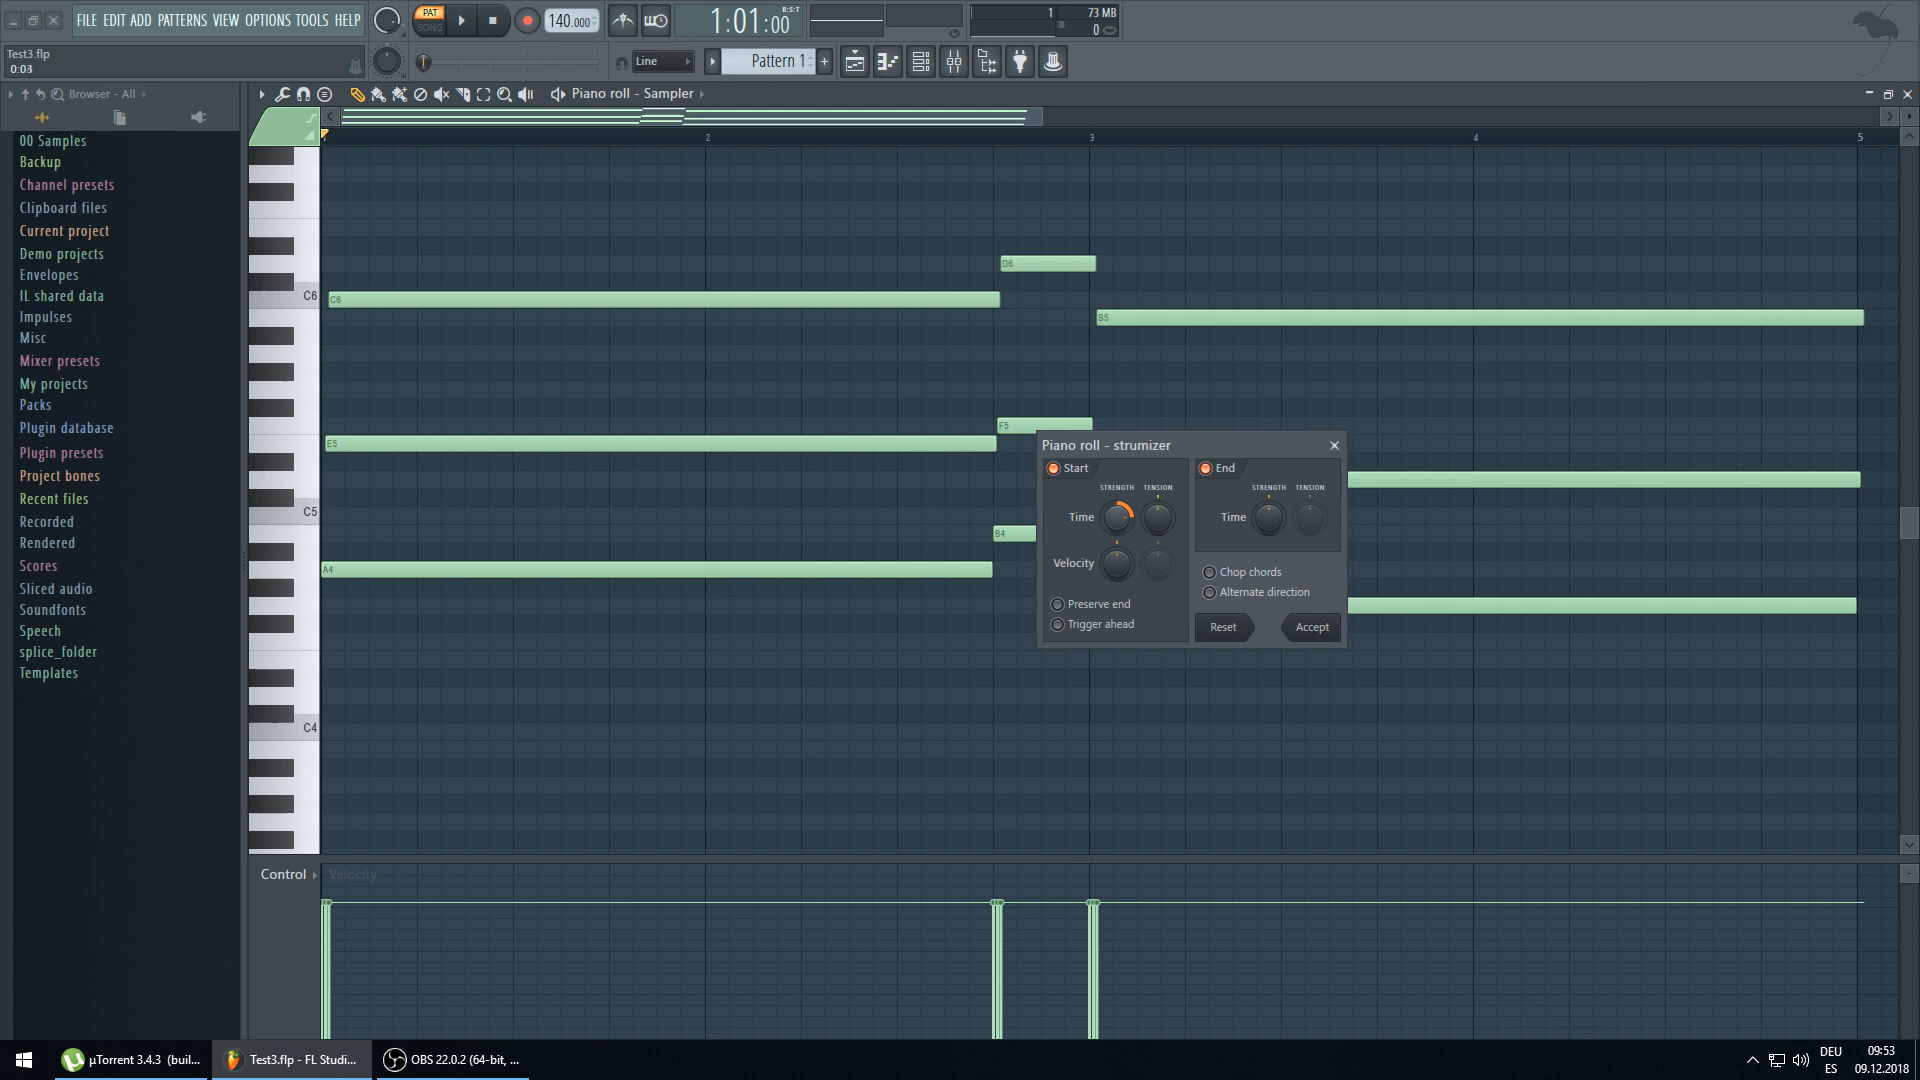 FILE EDIT ADD PATTERNS VIEW OPTIONS TOOLS HELP
PAT
SONG
140.000
1:01:00
B:S:T
1
73 MB
0
Test3.flp
0:03
Line
Pattern 1
+
Browser - All
Piano roll - Sampler
00 Samples
Backup
Channel presets
Clipboard files
Current project
Demo projects
Envelopes
IL shared data
Impulses
Misc
Mixer presets
My projects
Packs
Plugin database
Plugin presets
Project bones
Recent files
Recorded
Rendered
Scores
Sliced audio
Soundfonts
Speech
splice_folder
Templates
2
3
4
5
C6
C5
C4
D6
C6
B5
F5
E5
B4
A4
Piano roll - strumizer
Start
STRENGTH TENSION
Time
Velocity
Preserve end
Trigger ahead
End
STRENGTH TENSION
Time
Chop chords
Alternate direction
Reset
Accept
Control
Velocity
µTorrent 3.4.3 (buil...
Test3.flp - FL Studi...
OBS 22.0.2 (64-bit, ...
DEU
ES
09:53
09.12.2018